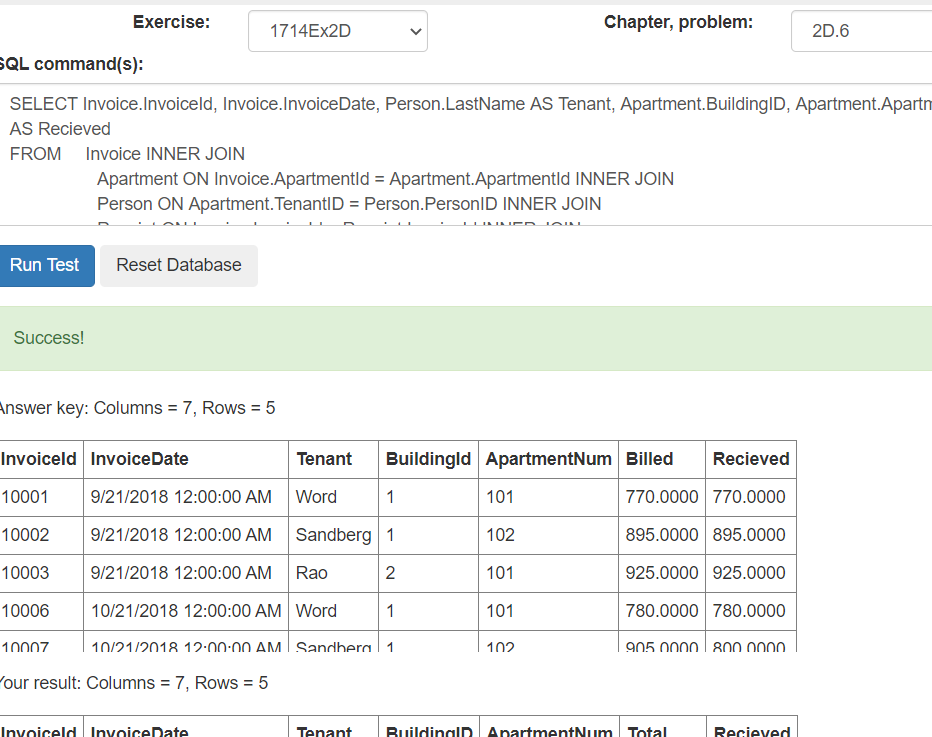 Exercise: 1714Ex2D Chapter, problem: 2D.6
SQL command(s):
SELECT Invoice.InvoiceId, Invoice.InvoiceDate, Person.LastName AS Tenant, Apartment.BuildingID, Apartment.Apartm
AS Recieved
FROM Invoice INNER JOIN
Apartment ON Invoice.ApartmentId = Apartment.ApartmentId INNER JOIN
Person ON Apartment.TenantID = Person.PersonID INNER JOIN
Run Test Reset Database
Success!
Answer key: Columns = 7, Rows = 5
InvoiceId InvoiceDate Tenant BuildingId ApartmentNum Billed Recieved
10001 9/21/2018 12:00:00 AM Word 1 101 770.0000 770.0000
10002 9/21/2018 12:00:00 AM Sandberg 1 102 895.0000 895.0000
10003 9/21/2018 12:00:00 AM Rao 2 101 925.0000 925.0000
10006 10/21/2018 12:00:00 AM Word 1 101 780.0000 780.0000
10007 10/21/2018 12:00:00 AM Sandberg 1 102 905.0000 800.0000
Your result: Columns = 7, Rows = 5
InvoiceId InvoiceDate Tenant BuildingID ApartmentNum Total Recieved